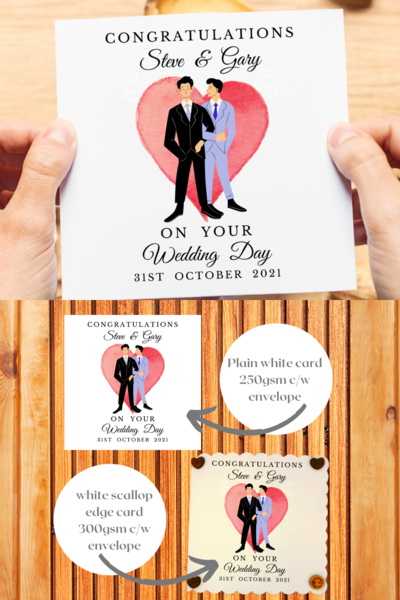 CONGRATULATIONS
Steve & Gary
ON YOUR
Wedding Day
31ST OCTOBER 2021
CONGRATULATIONS
Steve & Gary
ON YOUR
Wedding Day
31ST OCTOBER 2021
Plain white card
250gsm c/w
envelope
white scallop
edge card
300gsm c/w
envelope
CONGRATULATIONS
Steve & Gary
ON YOUR
Wedding Day
31ST OCTOBER 2021